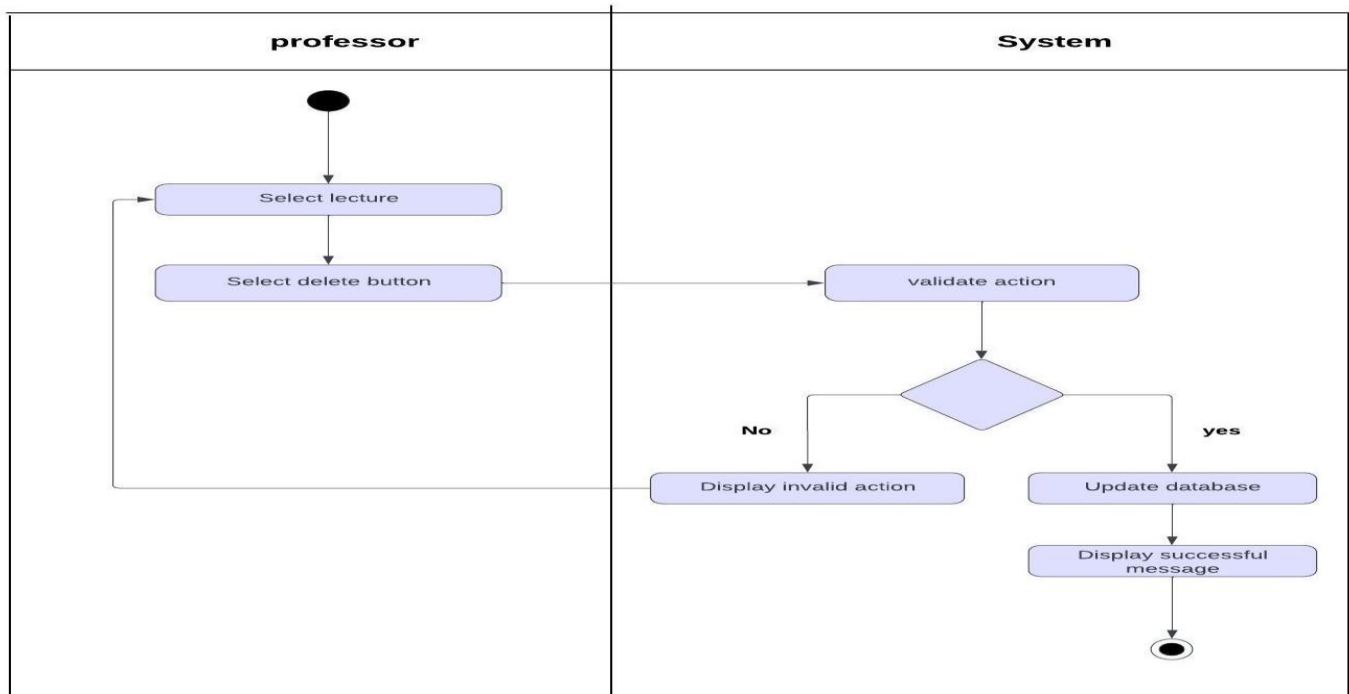 professor
System
Select lecture
Select delete button
validate action
No
yes
Display invalid action
Update database
Display successful
message